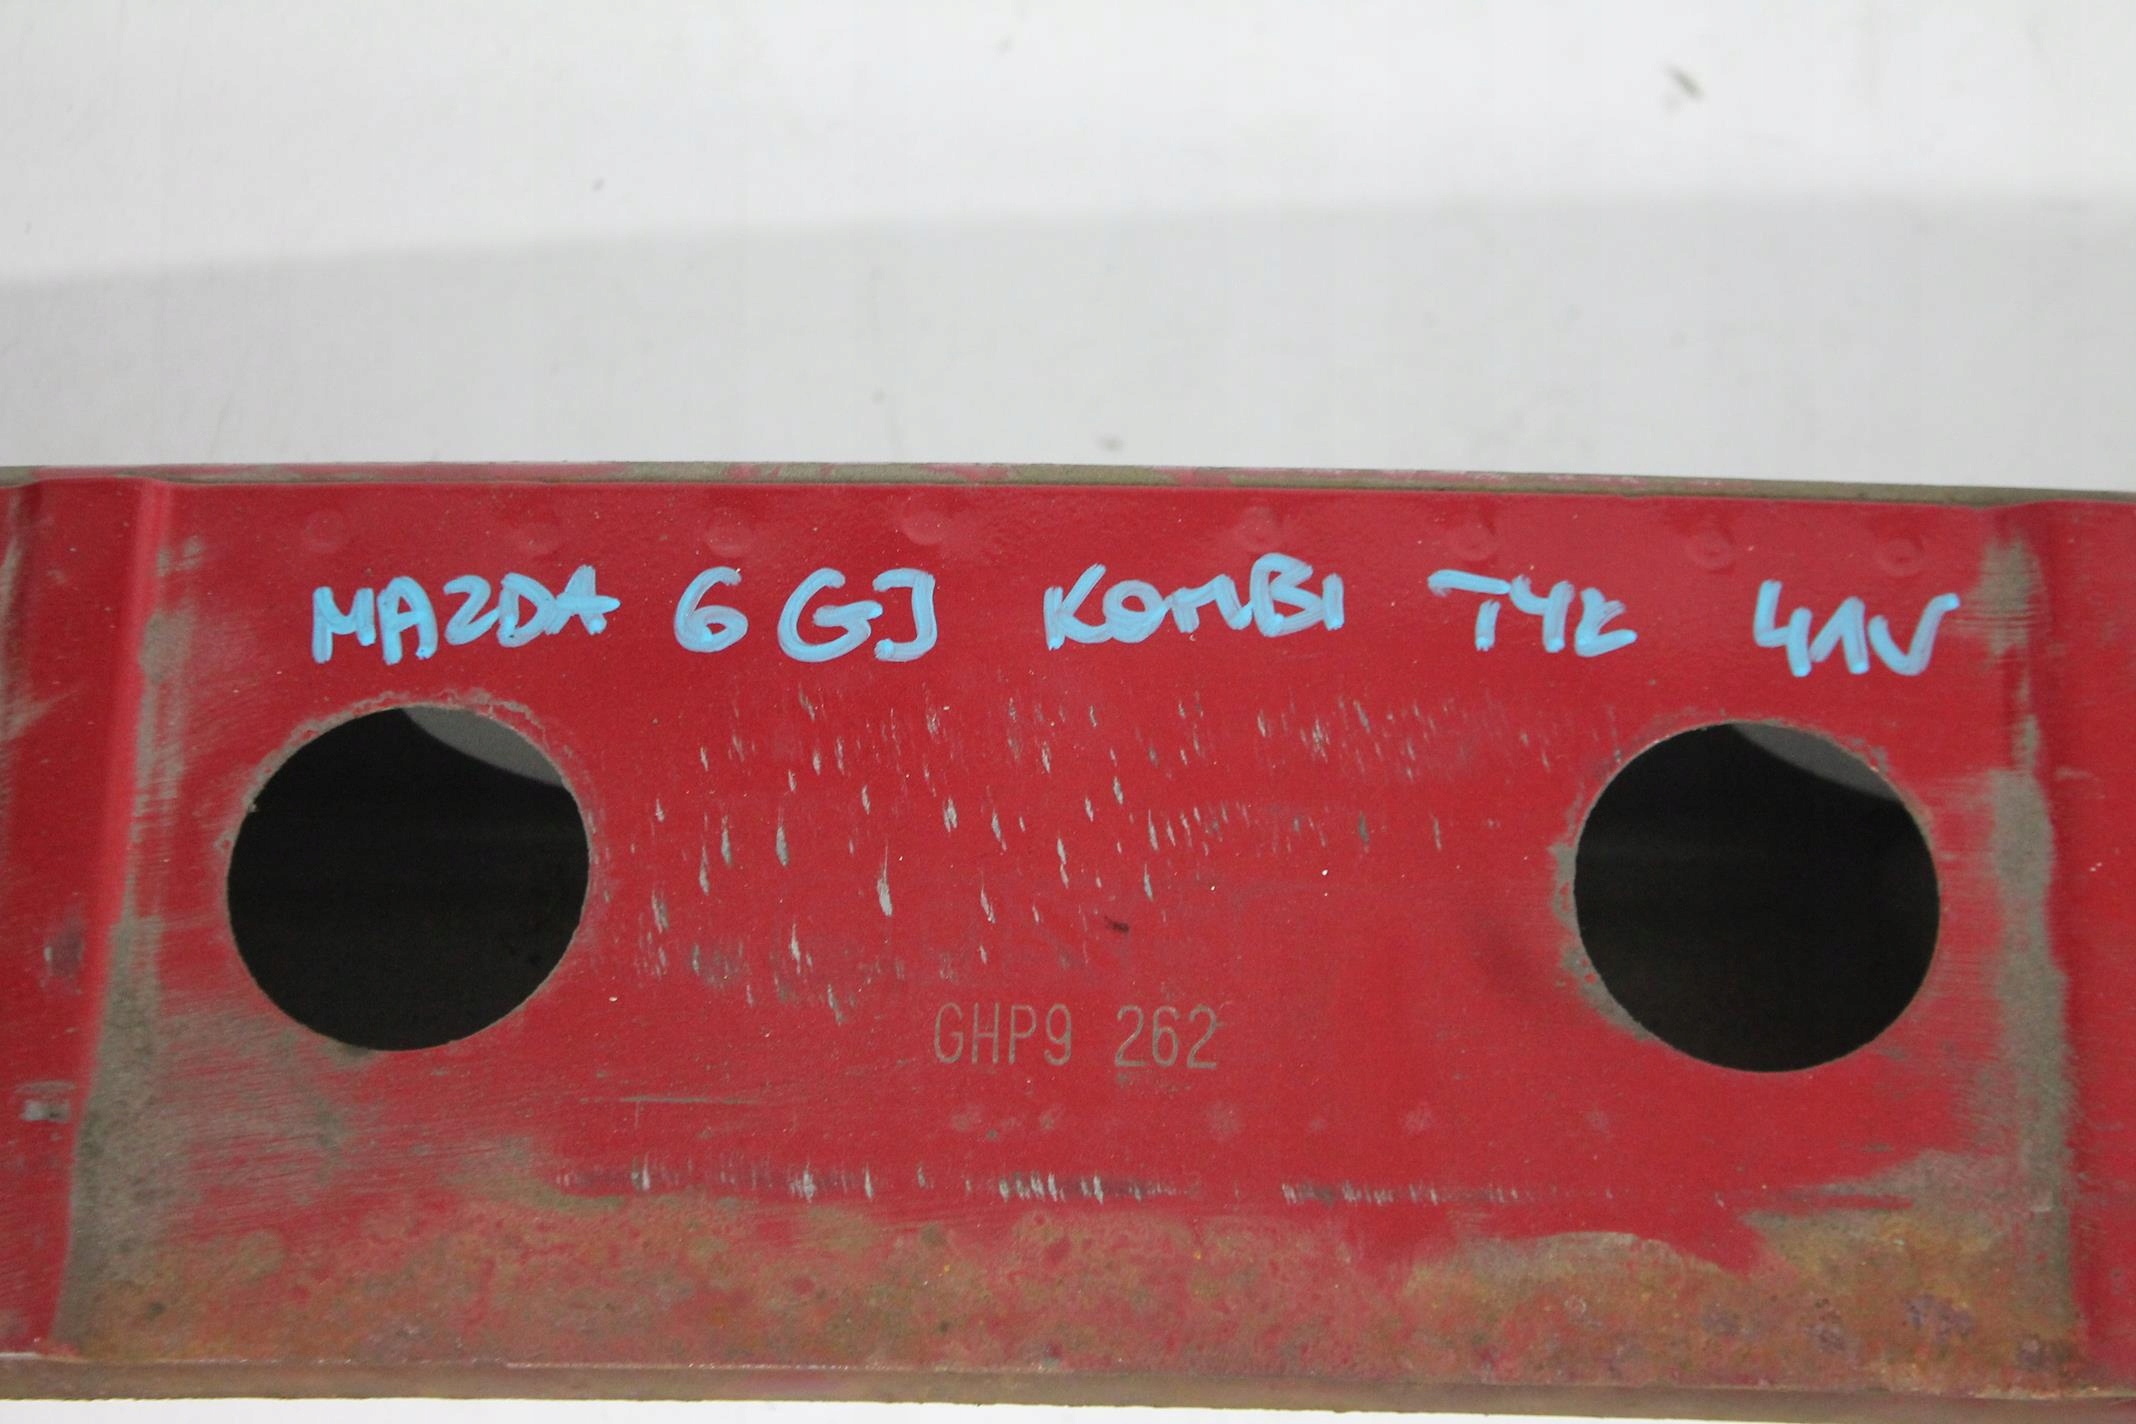 MAZDA 6 GJ KOMBI TYŁ 41V
GHP9 262